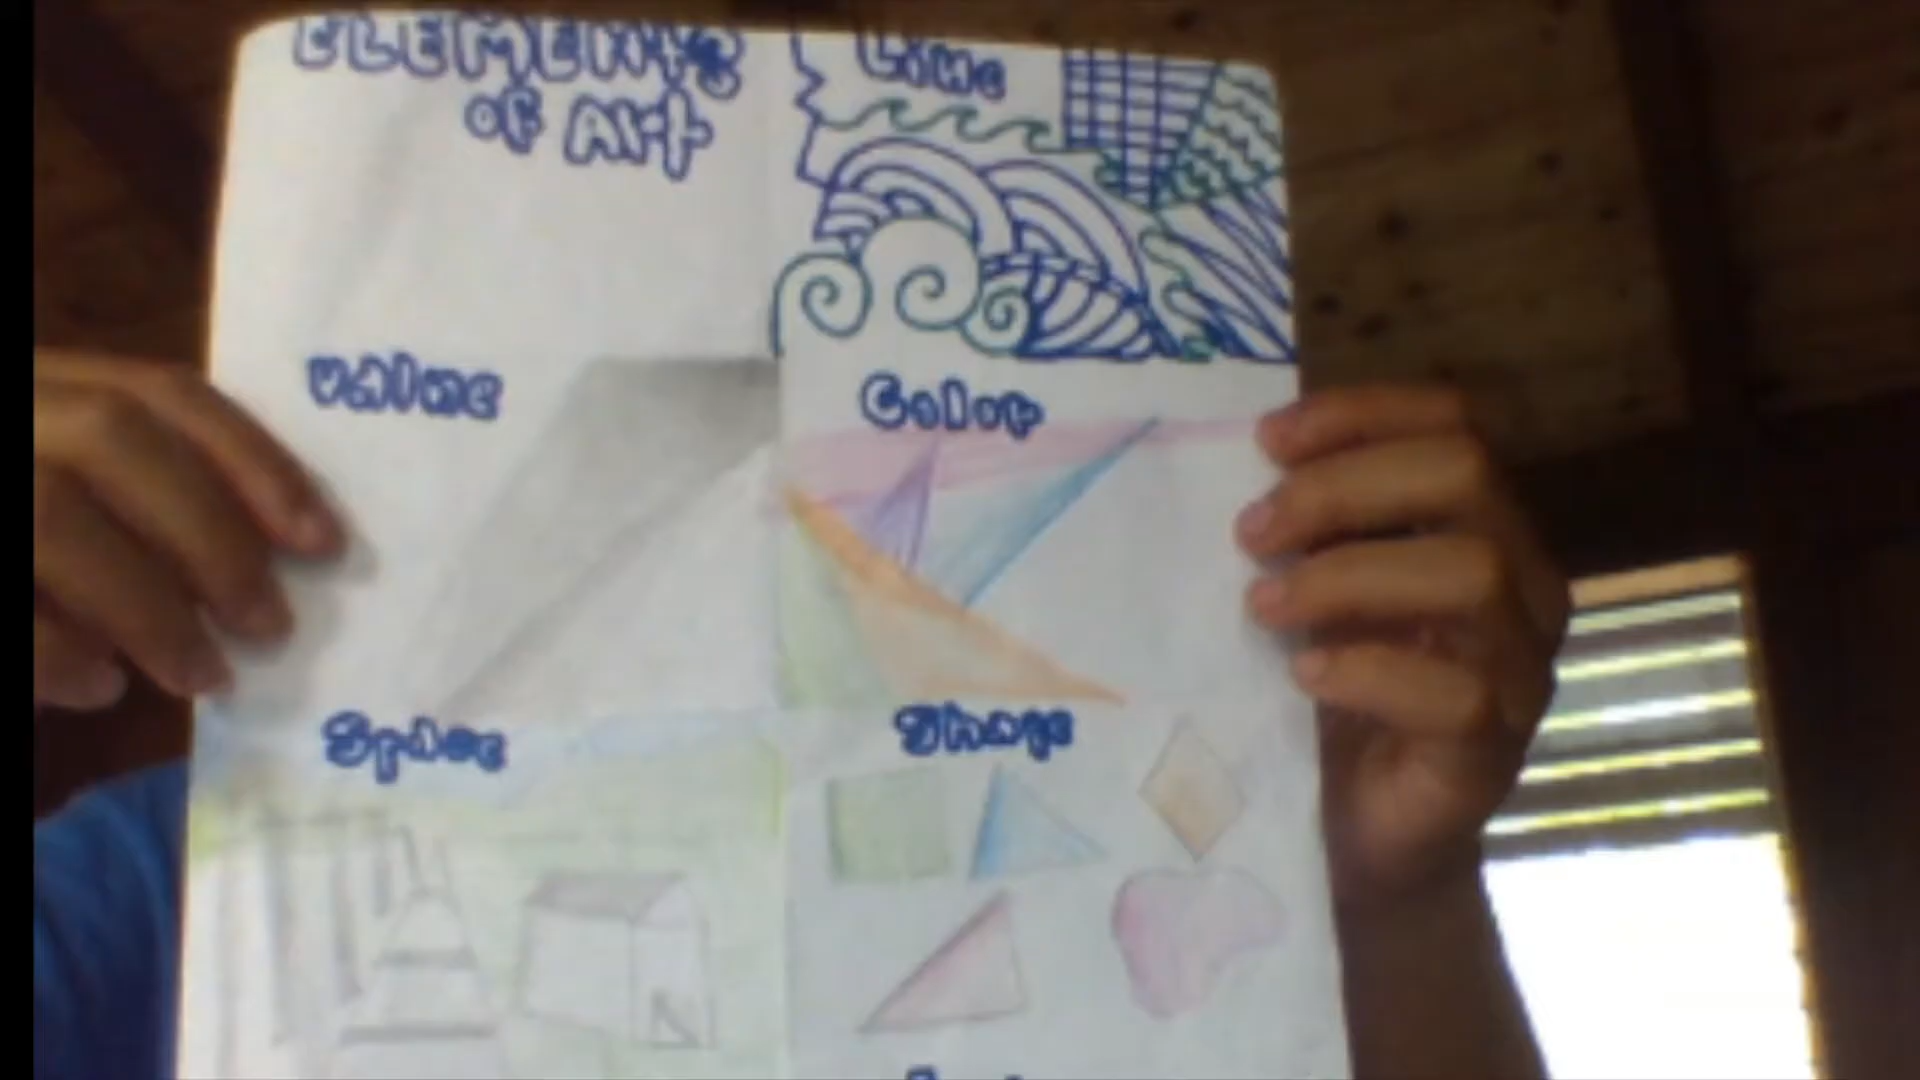 ELEMENTS
of Art
Line
Value
Color
Space
Shape